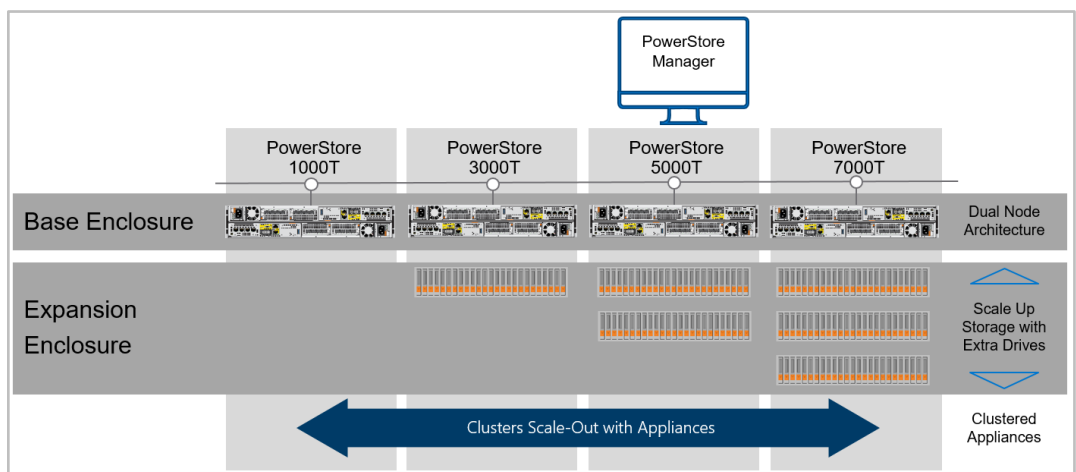 PowerStore
Manager
PowerStore
1000T
PowerStore
3000T
PowerStore
5000T
PowerStore
7000T
Base Enclosure
Dual Node
Architecture
Expansion
Enclosure
Scale Up
Storage with
Extra Drives
Clusters Scale-Out with Appliances
Clustered
Appliances